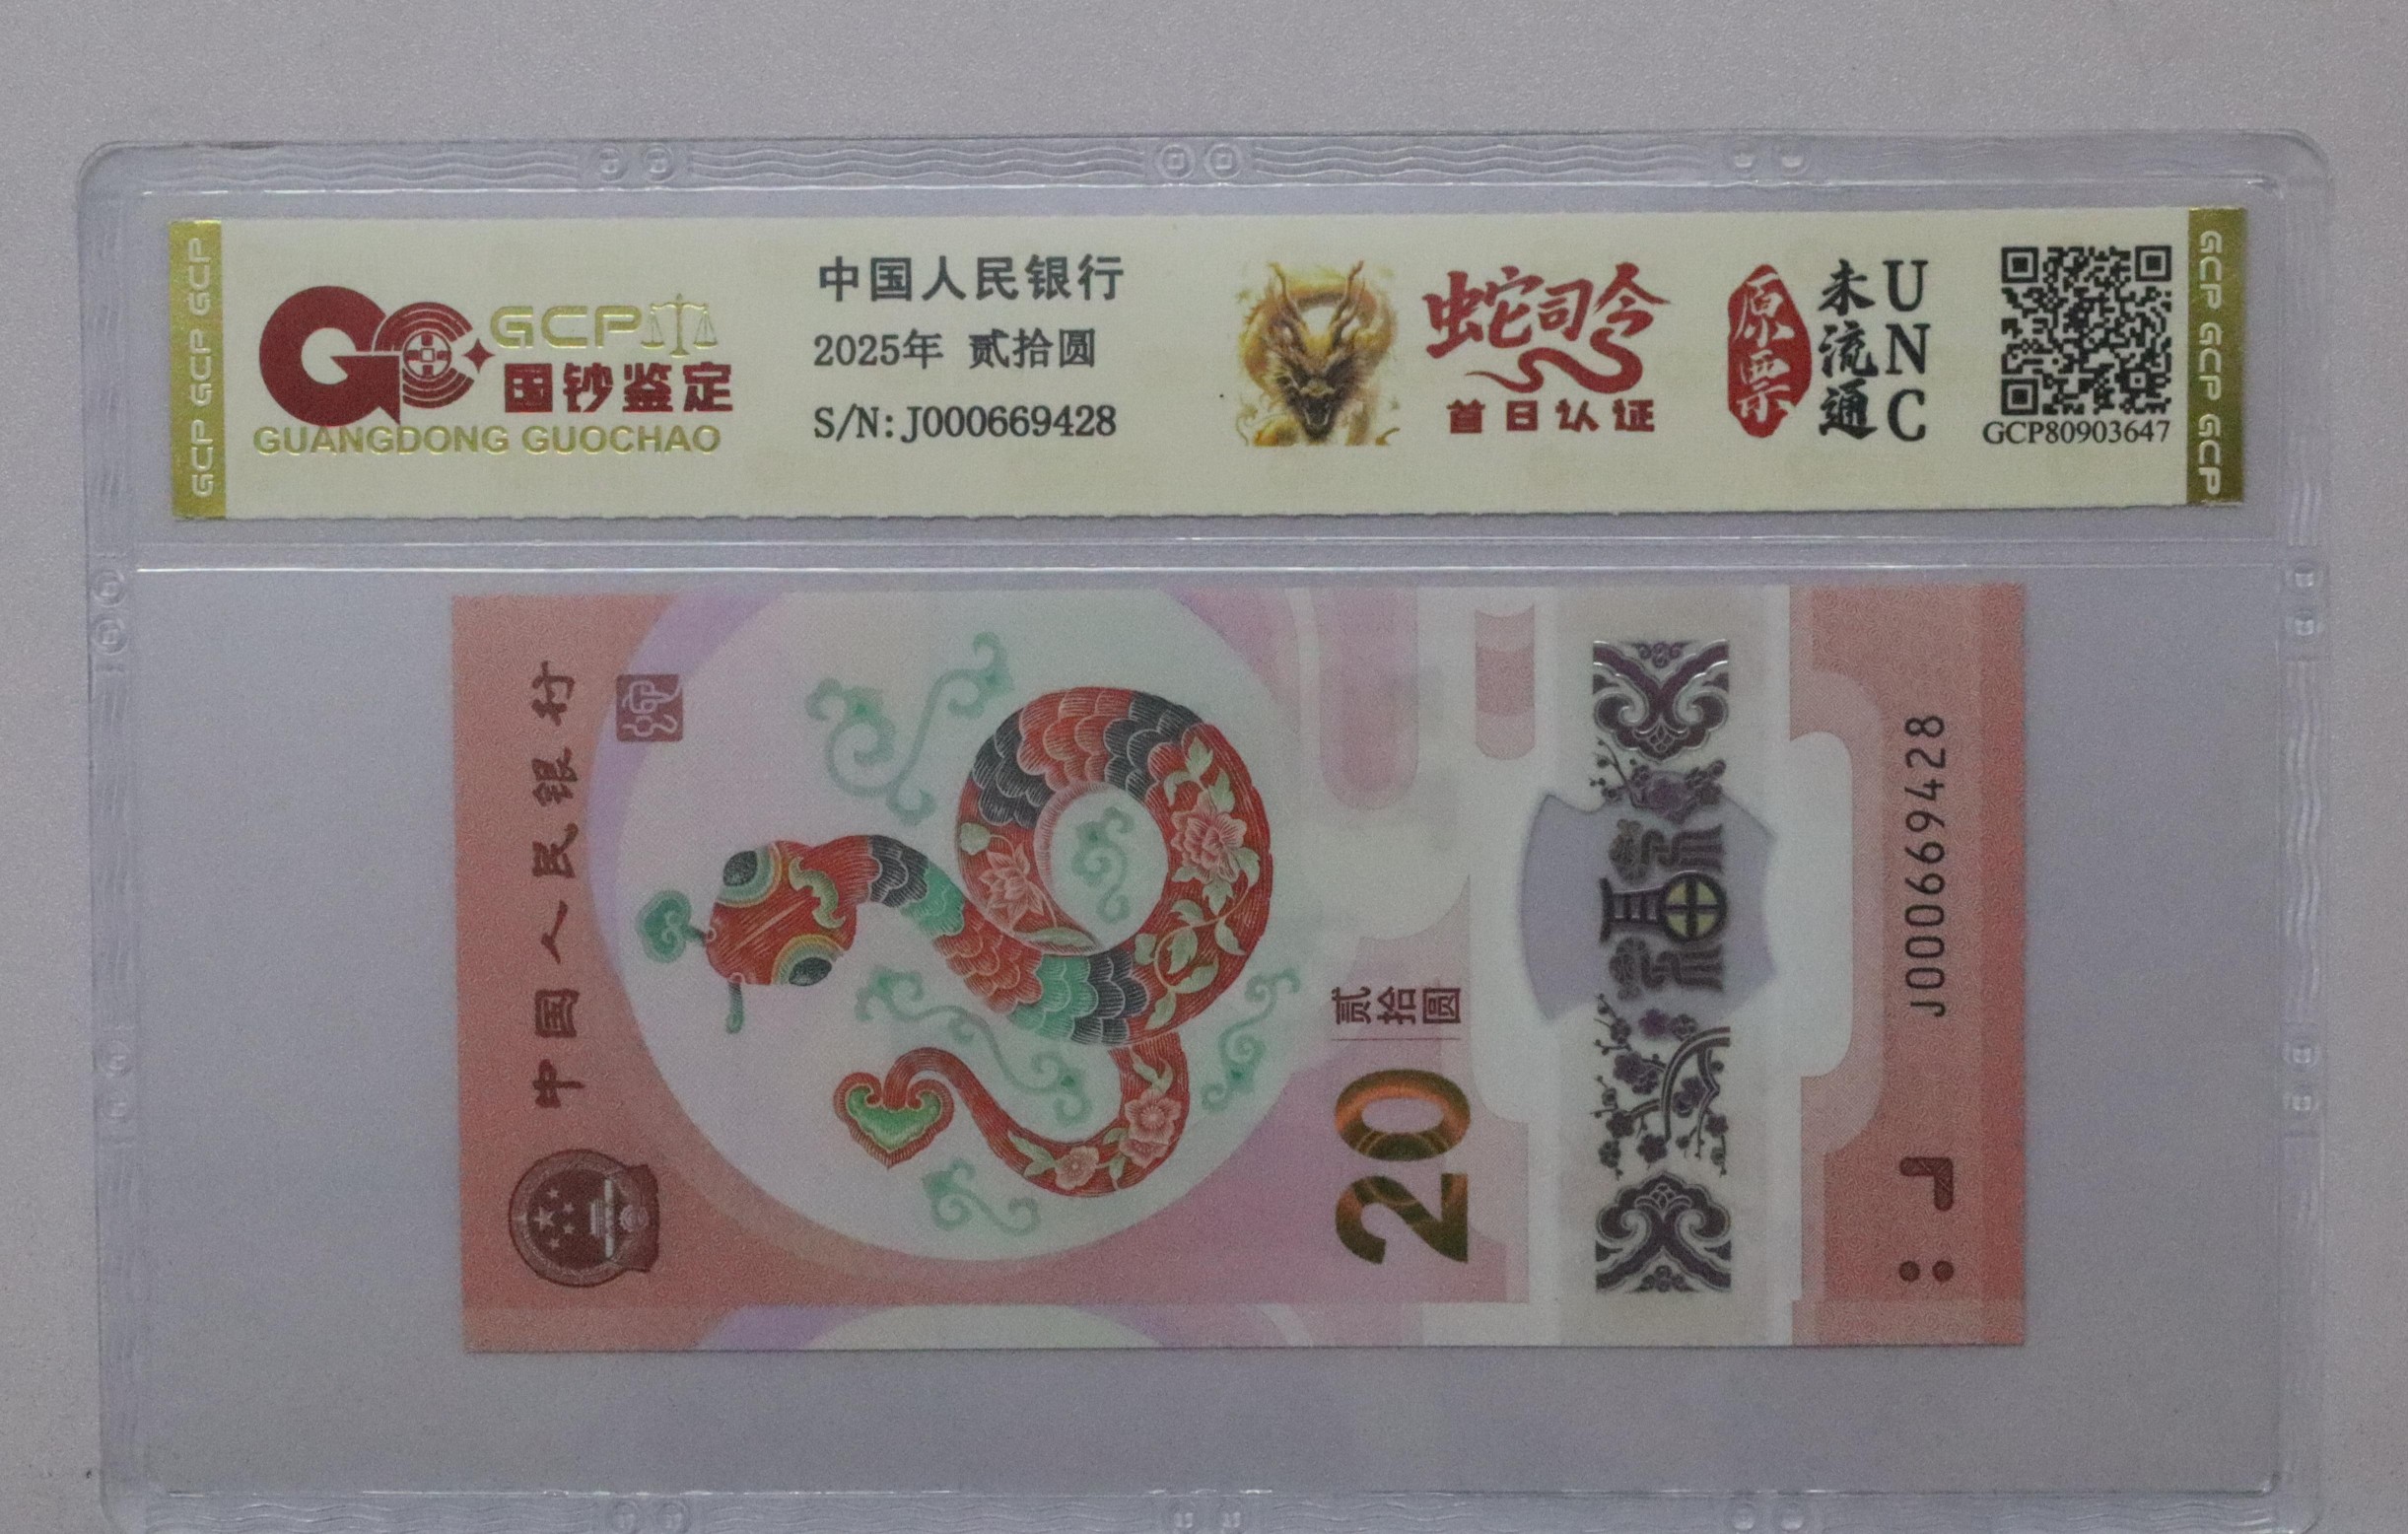 GCP GCP GCP
GCP
国钞鉴定
GUANGDONG GUOCHAO
中国人民银行
2025年 贰拾圆
S/N: J000669428
蛇司令
首日认证
原票
未流通
UNC
GCP80903647
GCP GCP GCP
中国人民银行
贰拾圆
20
福
J000669428